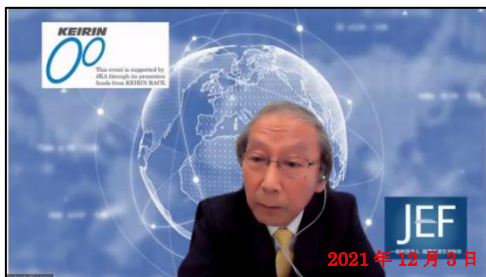 KEIRIN
This event is supported by
JKA through its promotion
funds from KEIRIN RACE.
JEF
2021 年 12 月 3 日